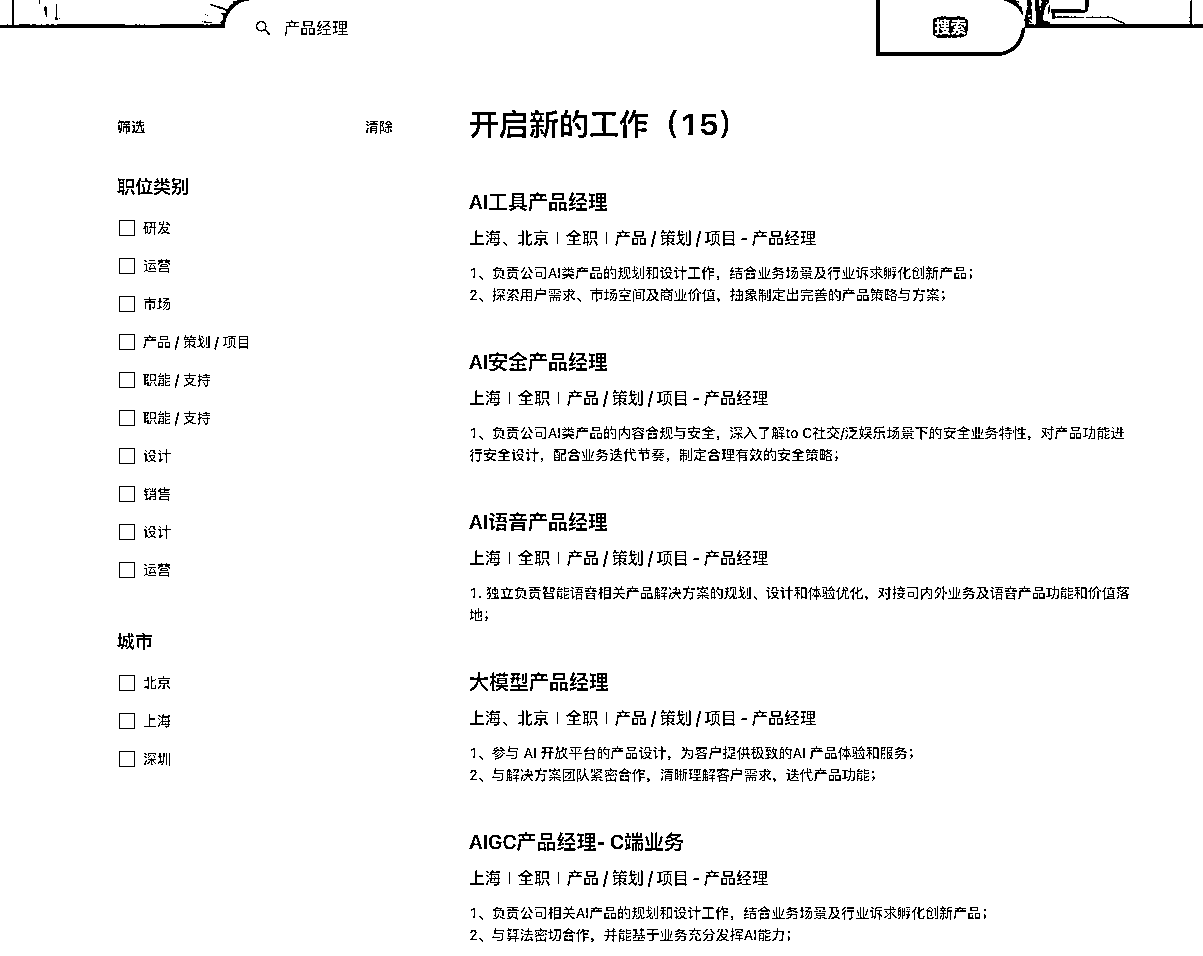 产品经理
搜索
筛选
清除
职位类别
研发
运营
市场
产品 / 策划 / 项目
职能 / 支持
职能 / 支持
设计
销售
设计
运营
城市
北京
上海
深圳
开启新的工作（15）
AI工具产品经理
上海、北京 | 全职 | 产品 / 策划 / 项目 - 产品经理
1、负责公司AI类产品的规划和设计工作，结合业务场景及行业诉求孵化创新产品；
2、探索用户需求、市场空间及商业价值，抽象制定出完善的产品策略与方案；
AI安全产品经理
上海 | 全职 | 产品 / 策划 / 项目 - 产品经理
1、负责公司AI类产品的内容合规与安全，深入了解to C社交/泛娱乐场景下的安全业务特性，对产品功能进
行安全设计，配合业务迭代节奏，制定合理有效的安全策略；
AI语音产品经理
上海 | 全职 | 产品 / 策划 / 项目 - 产品经理
1. 独立负责智能语音相关产品解决方案的规划、设计和体验优化，对接司内外业务及语音产品功能和价值落
地；
大模型产品经理
上海、北京 | 全职 | 产品 / 策划 / 项目 - 产品经理
1、参与 AI 开放平台的产品设计，为客户提供极致的AI 产品体验和服务；
2、与解决方案团队紧密合作，清晰理解客户需求，迭代产品功能；
AIGC产品经理- C端业务
上海 | 全职 | 产品 / 策划 / 项目 - 产品经理
1、负责公司相关AI产品的规划和设计工作，结合业务场景及行业诉求孵化创新产品；
2、与算法密切合作，并能基于业务充分发挥AI能力；